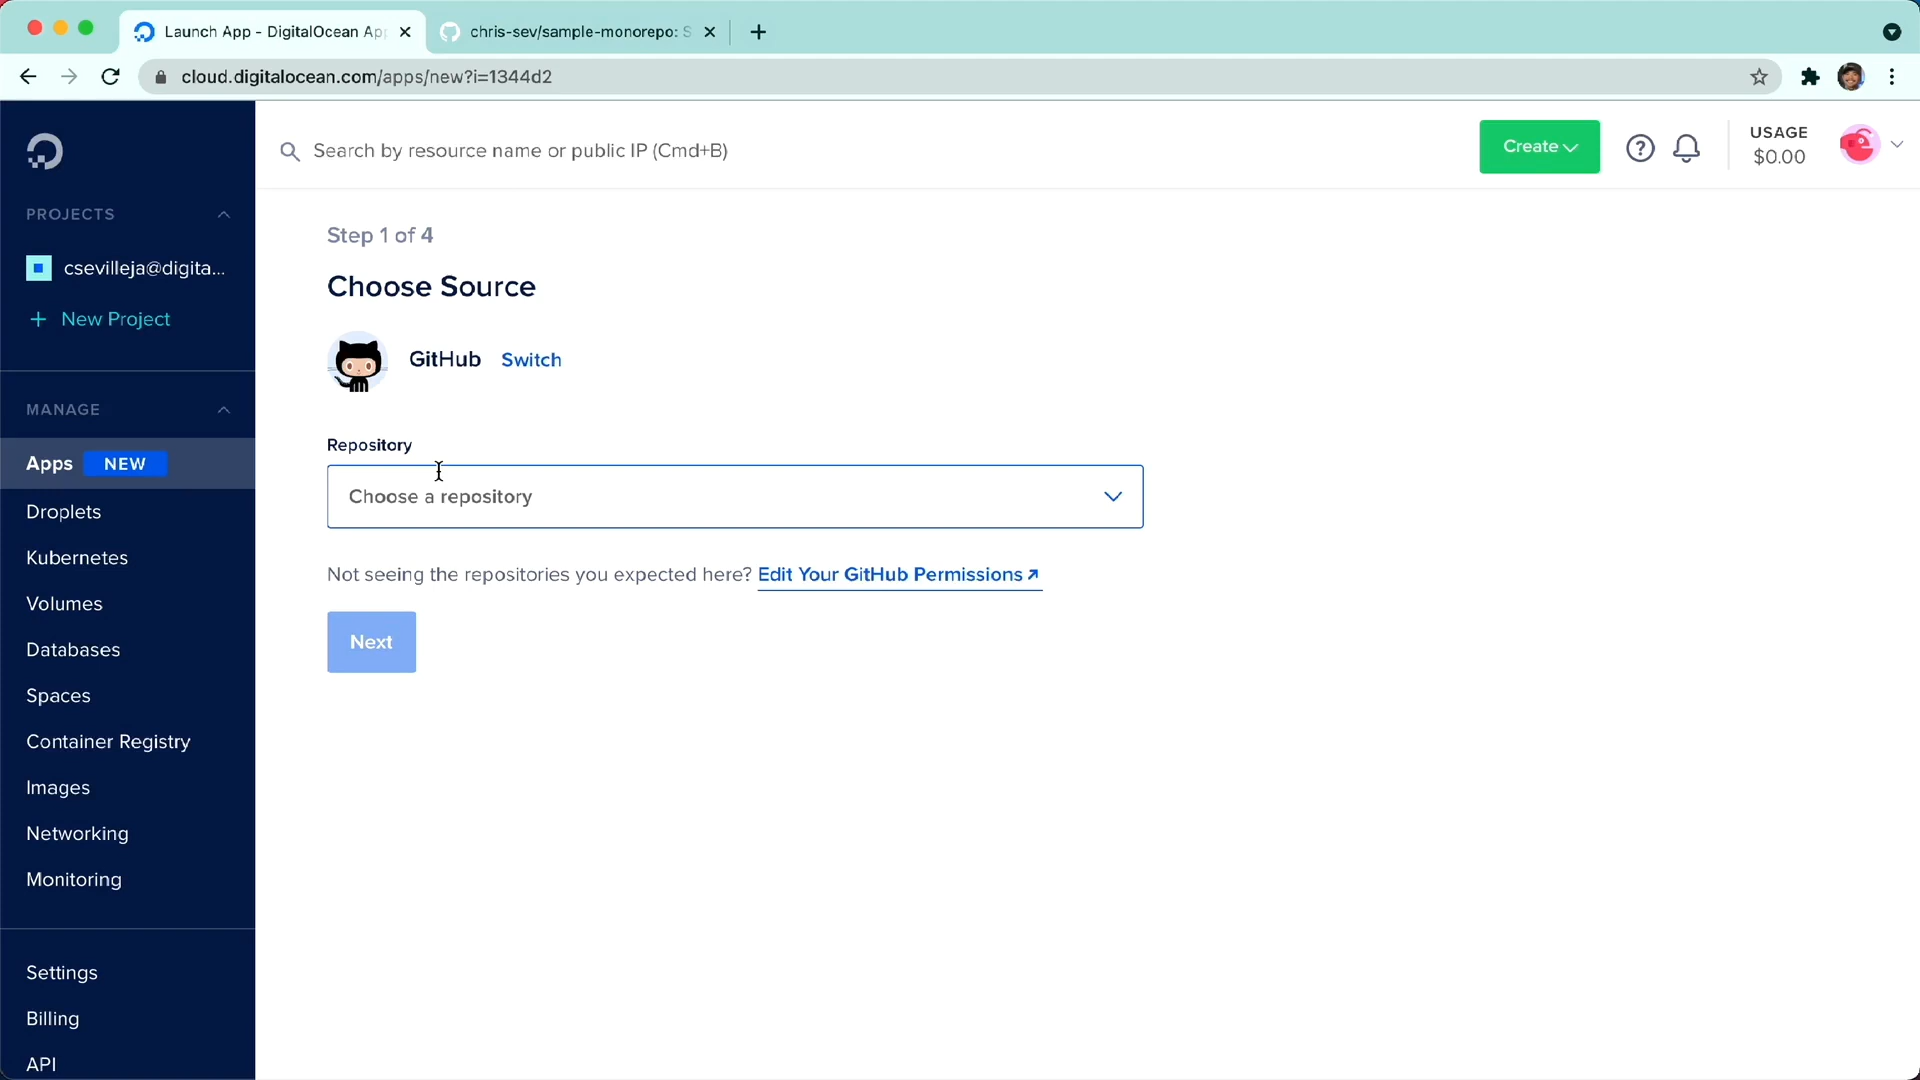 Launch App - DigitalOcean Ap
chris-sev/sample-monorepo: S
cloud.digitalocean.com/apps/new?i=1344d2
Search by resource name or public IP (Cmd+B)
Create
USAGE
$0.00
PROJECTS
csevilleja@digita...
+ New Project
MANAGE
Apps NEW
Droplets
Kubernetes
Volumes
Databases
Spaces
Container Registry
Images
Networking
Monitoring
Settings
Billing
API
Step 1 of 4
Choose Source
GitHub Switch
Repository
Choose a repository
Not seeing the repositories you expected here? Edit Your GitHub Permissions
Next